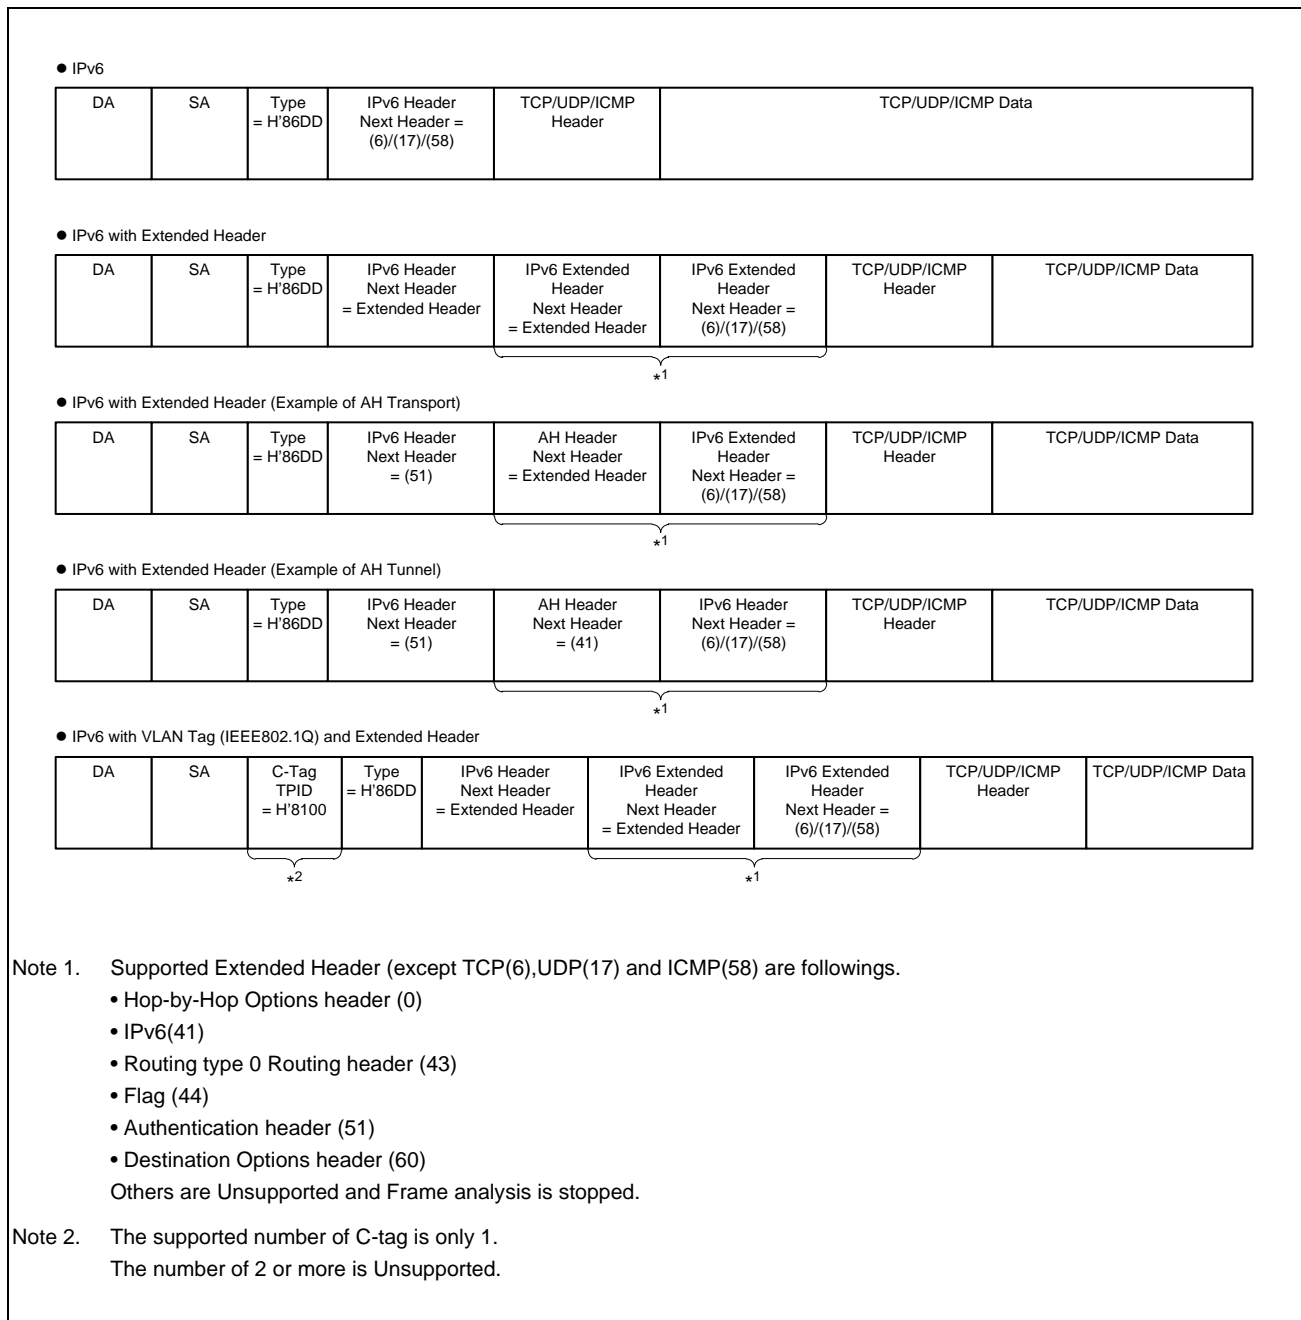 ● IPv6
DA SA Type IPv6 Header TCP/UDP/ICMP TCP/UDP/ICMP Data
= H'86DD Next Header = Header
(6)/(17)/(58)
● IPv6 with Extended Header
DA SA Type IPv6 Header IPv6 Extended IPv6 Extended TCP/UDP/ICMP TCP/UDP/ICMP Data
= H'86DD Next Header Header Header Header
= Extended Header Next Header Next Header =
= Extended Header (6)/(17)/(58)
*1
● IPv6 with Extended Header (Example of AH Transport)
DA SA Type IPv6 Header AH Header IPv6 Extended TCP/UDP/ICMP TCP/UDP/ICMP Data
= H'86DD Next Header Next Header Header Header
= (51) = Extended Header Next Header =
(6)/(17)/(58)
*1
● IPv6 with Extended Header (Example of AH Tunnel)
DA SA Type IPv6 Header AH Header IPv6 Header TCP/UDP/ICMP TCP/UDP/ICMP Data
= H'86DD Next Header Next Header Next Header = Header
= (51) = (41) (6)/(17)/(58)
*1
● IPv6 with VLAN Tag (IEEE802.1Q) and Extended Header
DA SA C-Tag Type IPv6 Header IPv6 Extended IPv6 Extended TCP/UDP/ICMP TCP/UDP/ICMP Data
TPID = H'86DD Next Header Header Header Header
= H'8100 = Extended Header Next Header Next Header =
= Extended Header (6)/(17)/(58)
*2 *1
Note 1. Supported Extended Header (except TCP(6),UDP(17) and ICMP(58) are followings.
• Hop-by-Hop Options header (0)
• IPv6(41)
• Routing type 0 Routing header (43)
• Flag (44)
• Authentication header (51)
• Destination Options header (60)
Others are Unsupported and Frame analysis is stopped.
Note 2. The supported number of C-tag is only 1.
The number of 2 or more is Unsupported.